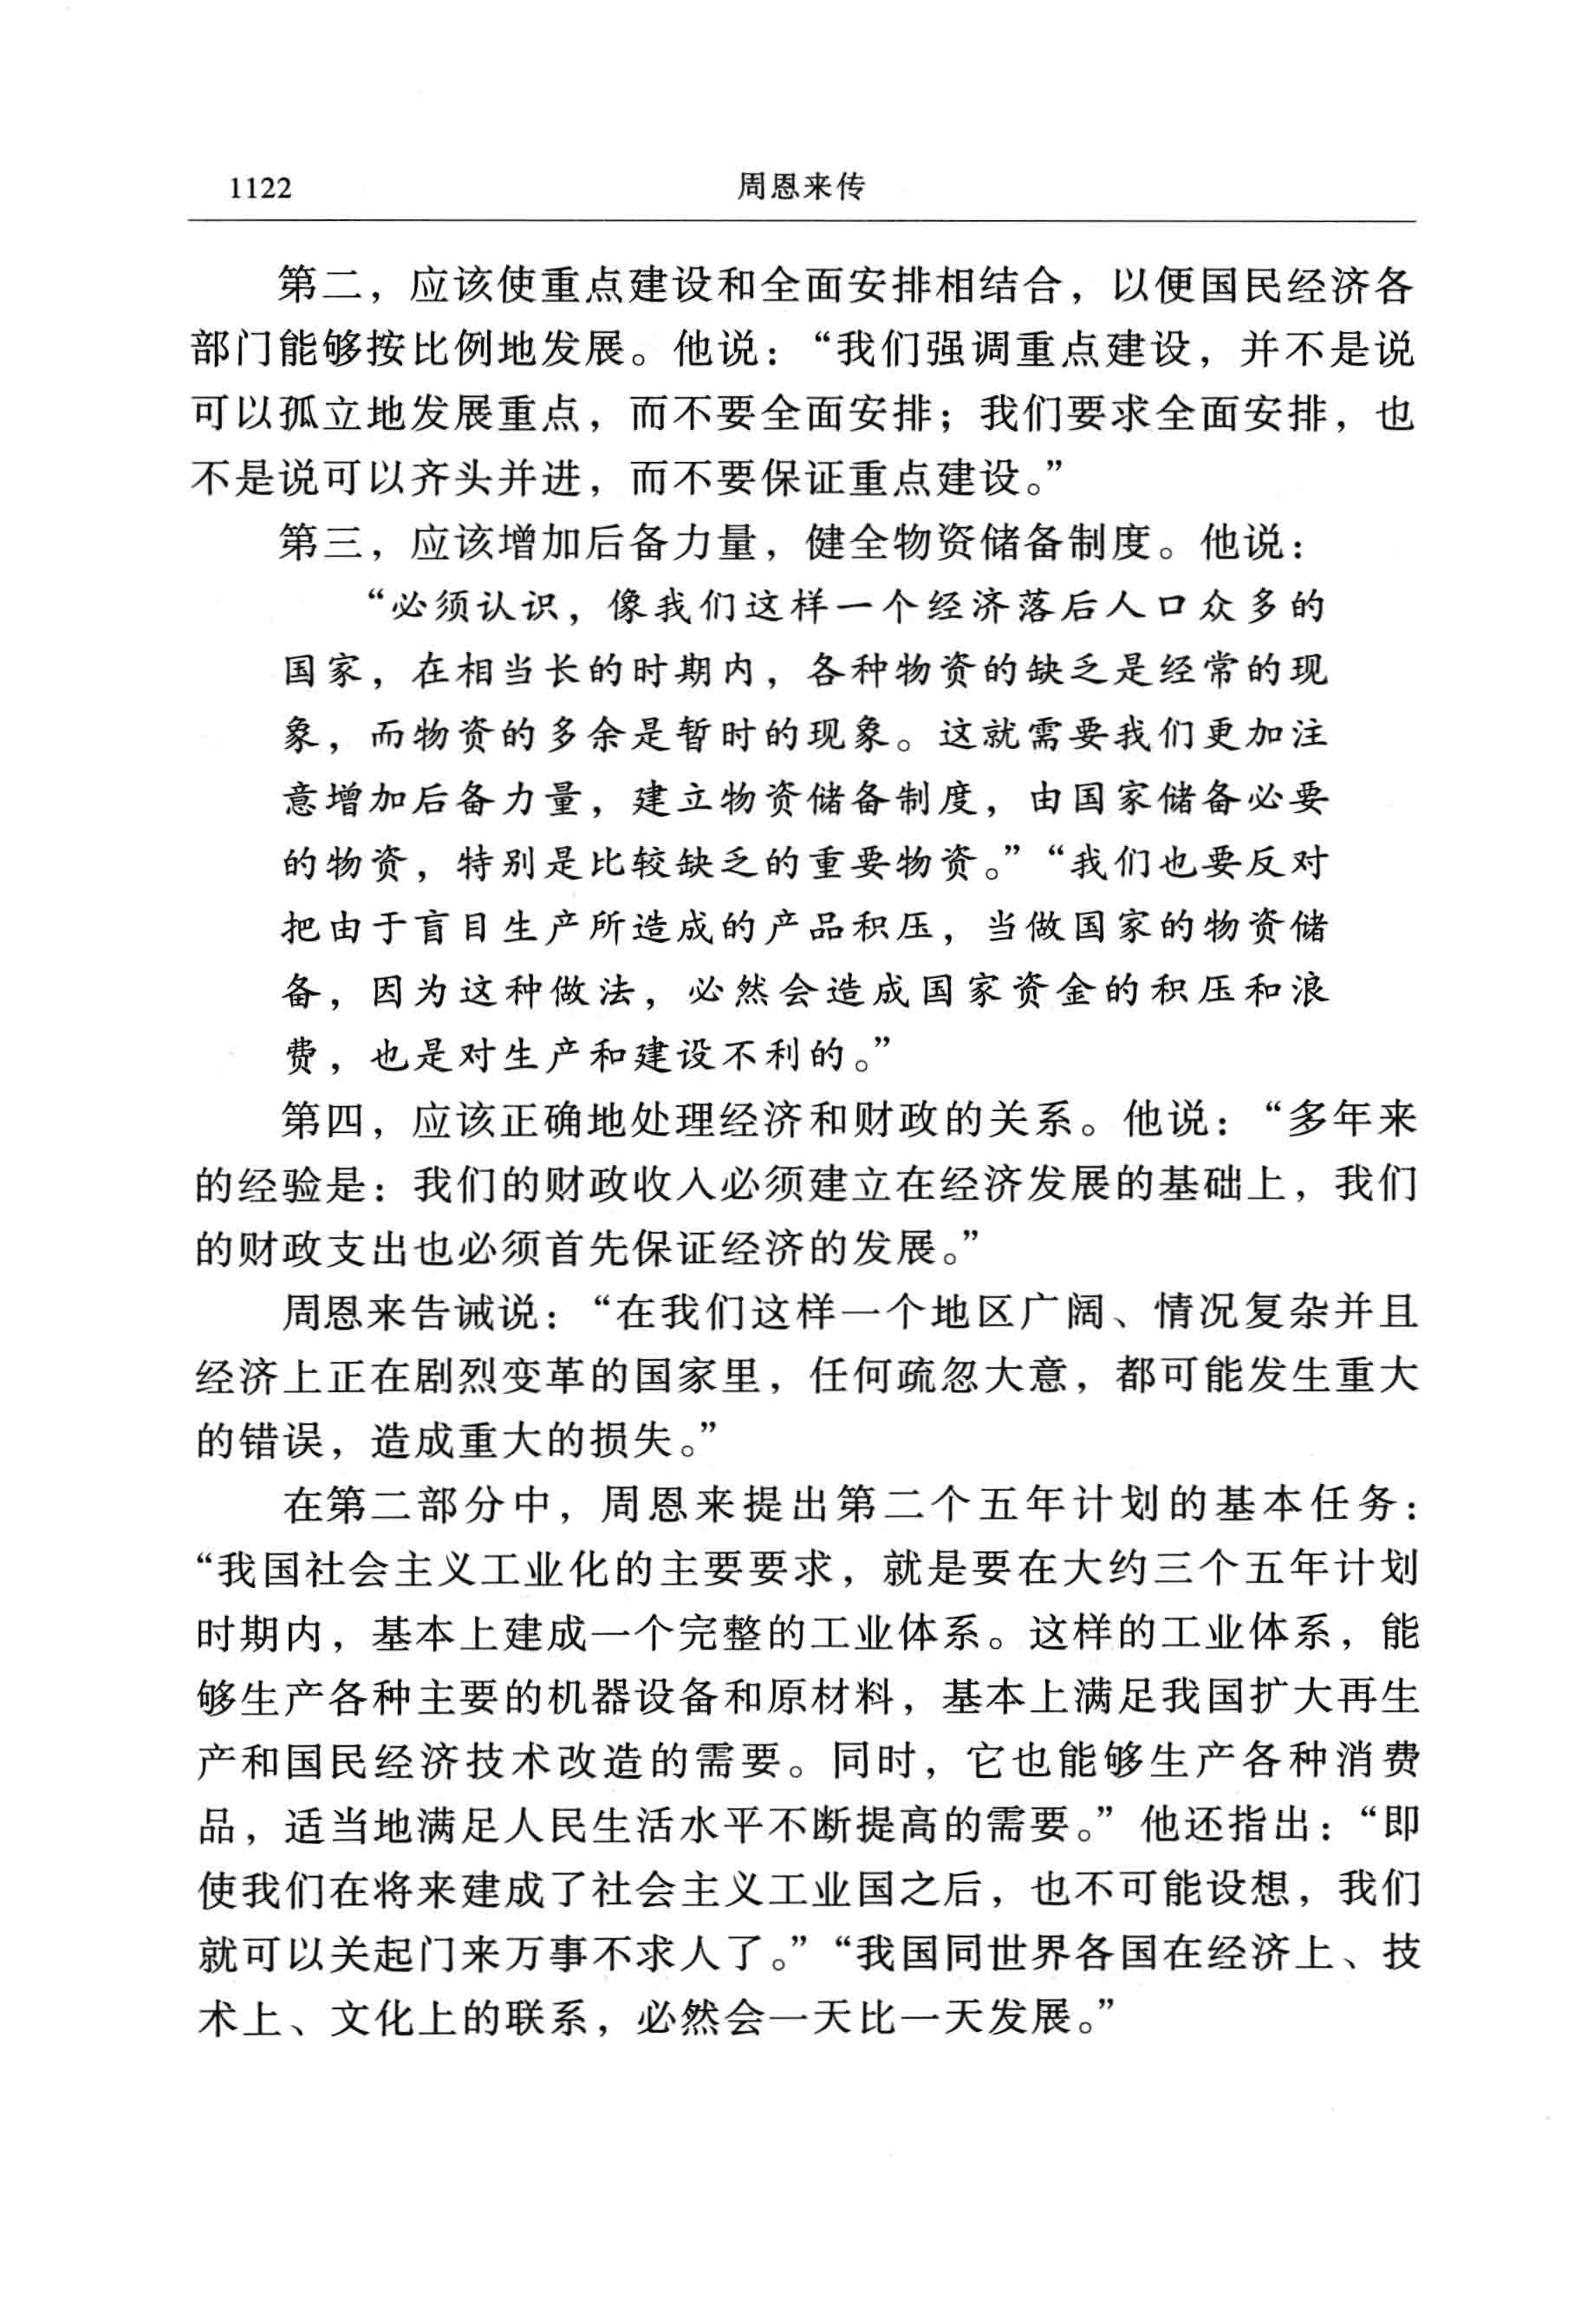 1122 周恩来传
第二，应该使重点建设和全面安排相结合，以便国民经济各
部门能够按比例地发展。他说：“我们强调重点建设，并不是说
可以孤立地发展重点，而不要全面安排；我们要求全面安排，也
不是说可以齐头并进，而不要保证重点建设。”
第三，应该增加后备力量，健全物资储备制度。他说：
“必须认识，像我们这样一个经济落后人口众多的
国家，在相当长的时期内，各种物资的缺乏是经常的现
象，而物资的多余是暂时的现象。这就需要我们更加注
意增加后备力量，建立物资储备制度，由国家储备必要
的物资，特别是比较缺乏的重要物资。”“我们也要反对
把由于盲目生产所造成的产品积压，当做国家的物资储
备，因为这种做法，必然会造成国家资金的积压和浪
费，也是对生产和建设不利的。”
第四，应该正确地处理经济和财政的关系。他说：“多年来
的经验是：我们的财政收入必须建立在经济发展的基础上，我们
的财政支出也必须首先保证经济的发展。”
周恩来告诫说：“在我们这样一个地区广阔、情况复杂并且
经济上正在剧烈变革的国家里，任何疏忽大意，都可能发生重大
的错误，造成重大的损失。”
在第二部分中，周恩来提出第二个五年计划的基本任务：
“我国社会主义工业化的主要要求，就是要在大约三个五年计划
时期内，基本上建成一个完整的工业体系。这样的工业体系，能
够生产各种主要的机器设备和原材料，基本上满足我国扩大再生
产和国民经济技术改造的需要。同时，它也能够生产各种消费
品，适当地满足人民生活水平不断提高的需要。”他还指出：“即
使我们在将来建成了社会主义工业国之后，也不可能设想，我们
就可以关起门来万事不求人了。”“我国同世界各国在经济上、技
术上、文化上的联系，必然会一天比一天发展。”